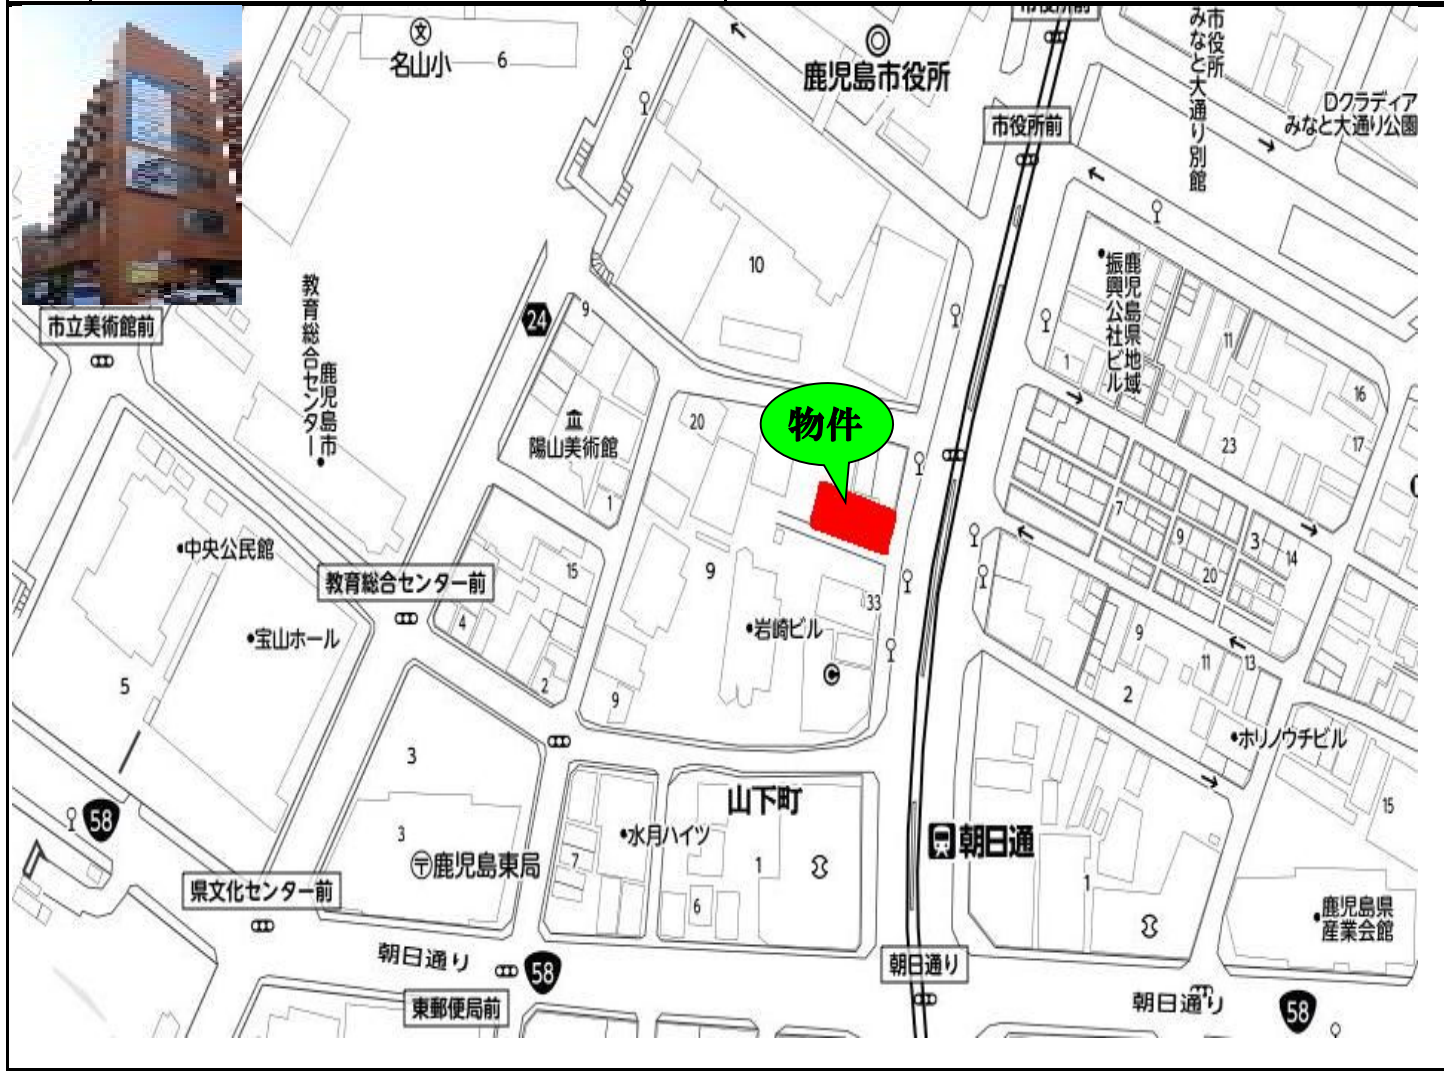 市役所前
名山小
6
鹿児島市役所
市役所
みなと大通り別館
Dクラディア
みなと大通り公園
市役所前
10
鹿児島県地域
振興公社ビル
1
11
16
17
23
市立美術館前
鹿児島市
教育総合センター
24
9
陽山美術館
1
20
物件
中央公民館
教育総合センター前
15
4
2
9
33
岩崎ビル
9
宝山ホール
5
7
9
20
3
14
9
11
13
2
ホリノウチビル
15
3
3
58
山下町
水月ハイツ
7
1
6
朝日通
1
〒鹿児島東局
県文化センター前
鹿児島県
産業会館
朝日通り
58
朝日通り
朝日通り
58
東郵便局前